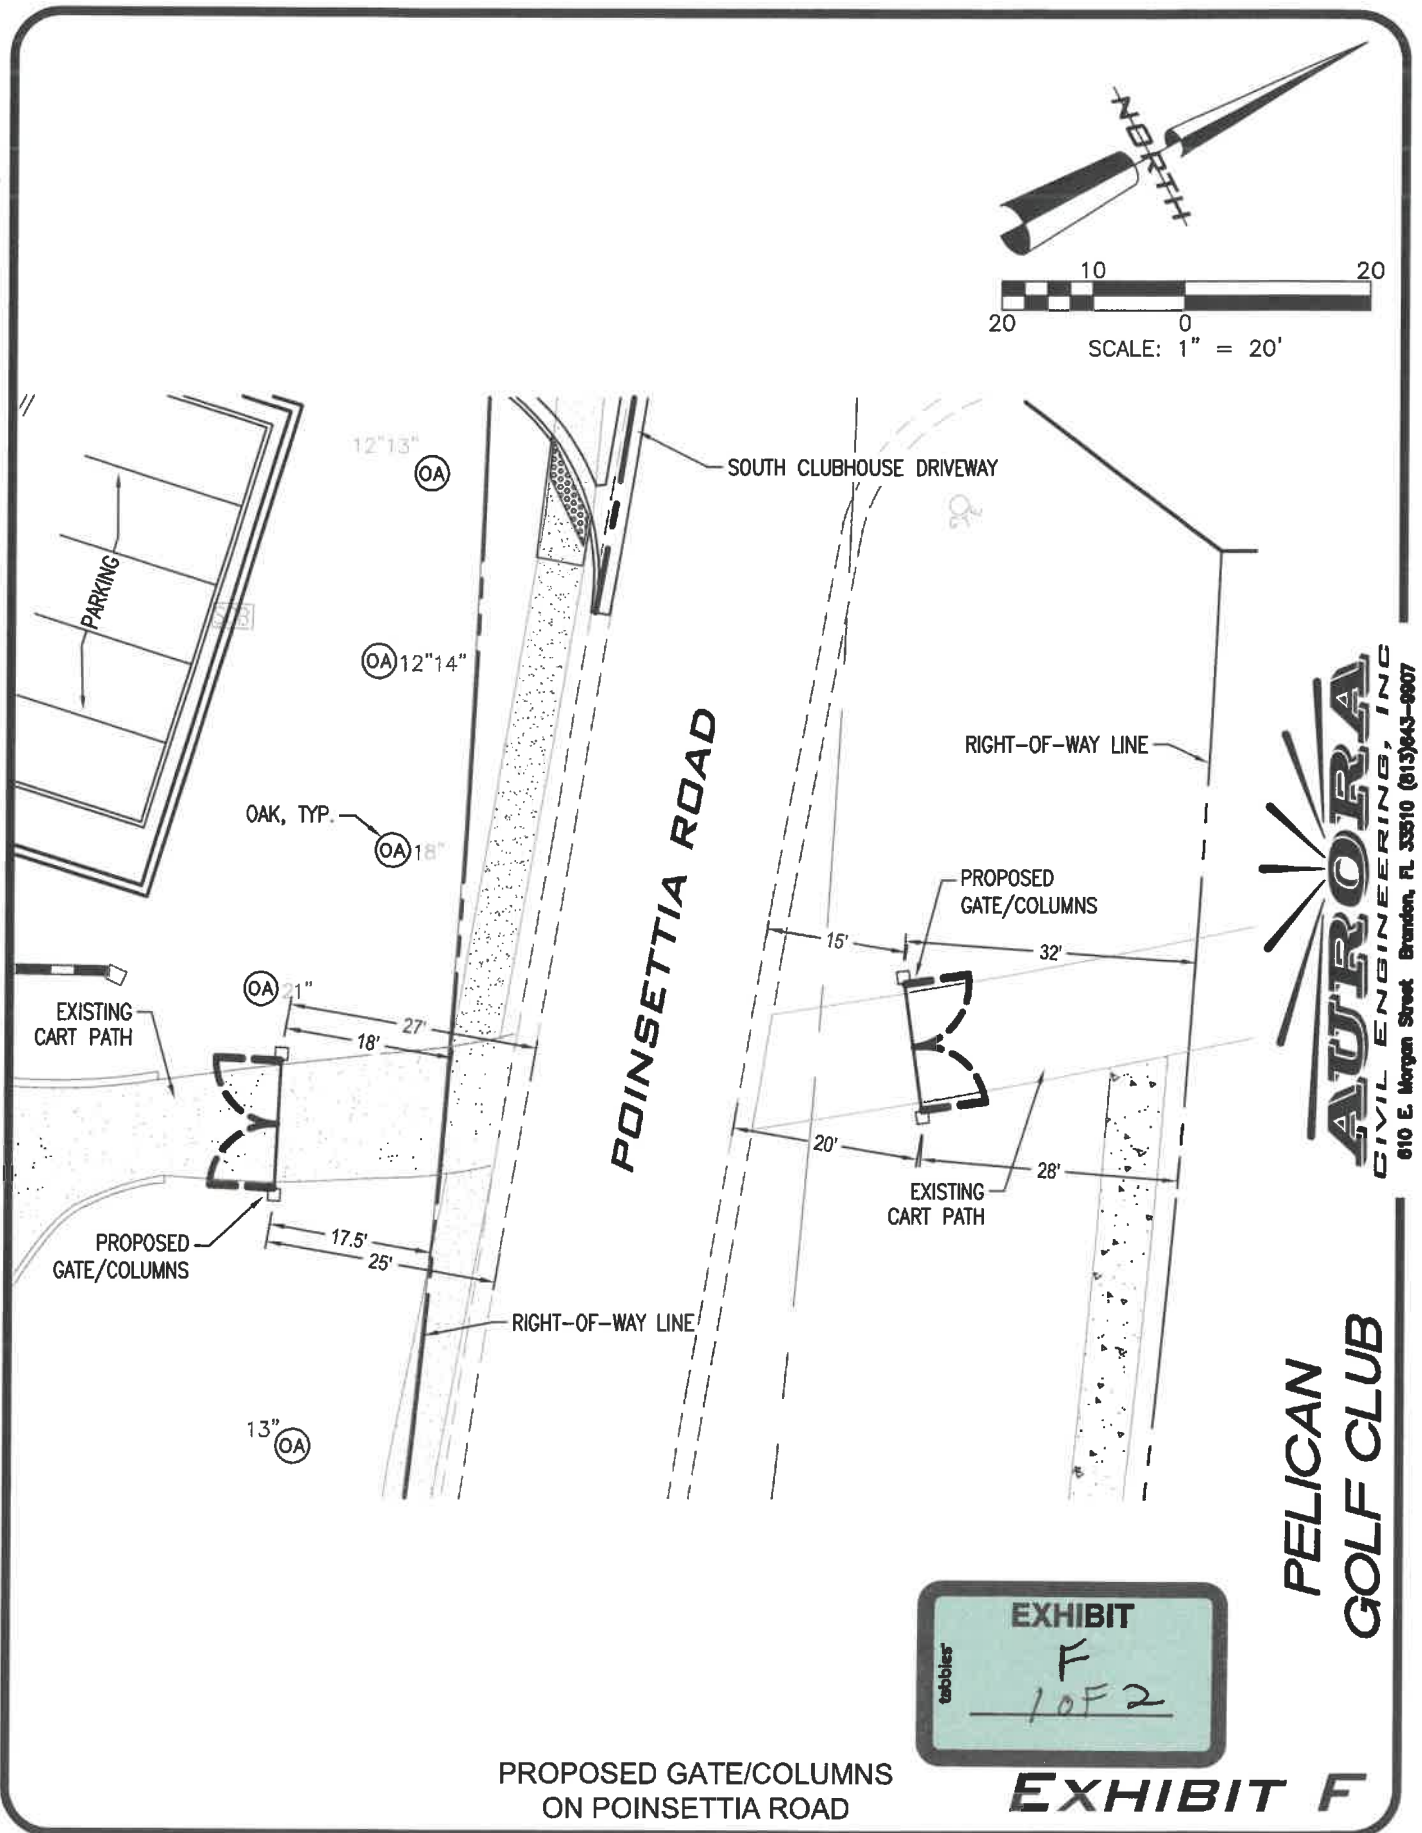 NORTH
10 20
20 0
SCALE: 1" = 20'
12"13"
OA
SOUTH CLUBHOUSE DRIVEWAY
PARKING
OA 12"14"
POINSETTIA ROAD
RIGHT-OF-WAY LINE
OAK, TYP.
OA 18"
PROPOSED
GATE/COLUMNS
15'
32'
OA 21"
EXISTING
CART PATH
27'
18'
20'
28'
EXISTING
CART PATH
PROPOSED
GATE/COLUMNS
17.5'
25'
RIGHT-OF-WAY LINE
13"
OA
AURORA
CIVIL ENGINEERING, INC
610 E. Morgan Street Brandon, FL 33510 (813)643-9907
PELICAN
GOLF CLUB
EXHIBIT
tabbies
F
1 OF 2
PROPOSED GATE/COLUMNS
ON POINSETTIA ROAD
EXHIBIT F